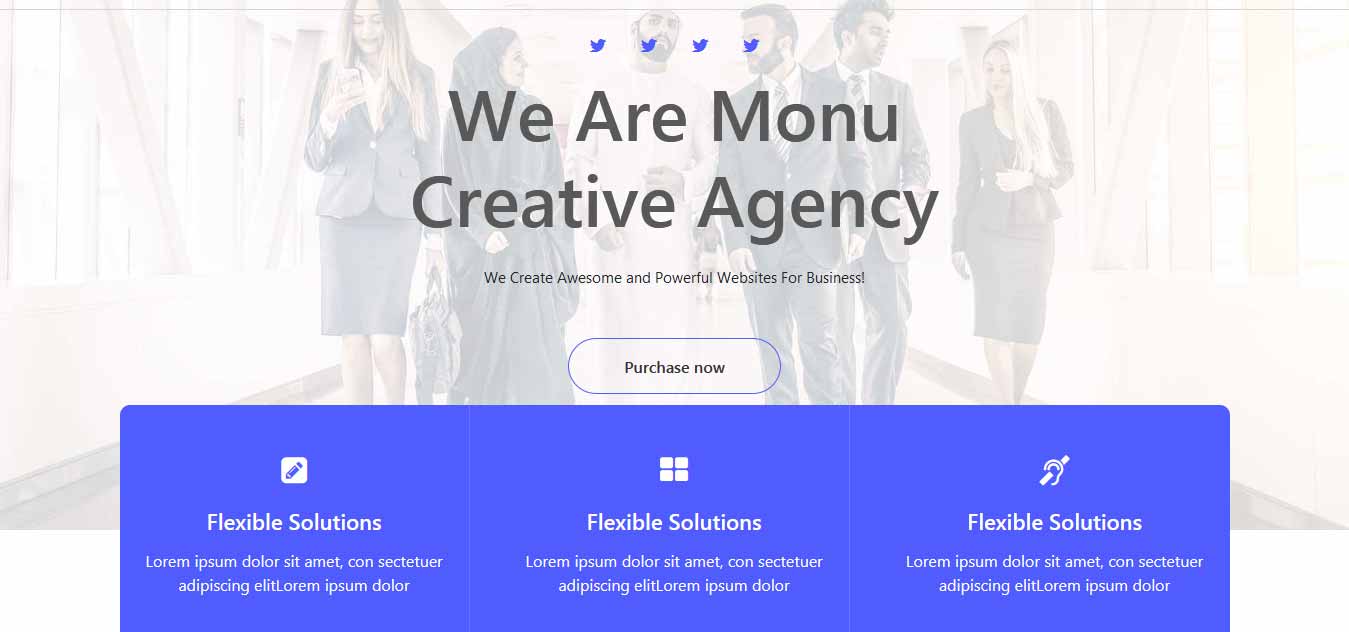 We Are Monu
Creative Agency
We Create Awesome and Powerful Websites For Business!
Purchase now
Flexible Solutions
Lorem ipsum dolor sit amet, con sectetuer
adipiscing elitLorem ipsum dolor
Flexible Solutions
Lorem ipsum dolor sit amet, con sectetuer
adipiscing elitLorem ipsum dolor
Flexible Solutions
Lorem ipsum dolor sit amet, con sectetuer
adipiscing elitLorem ipsum dolor